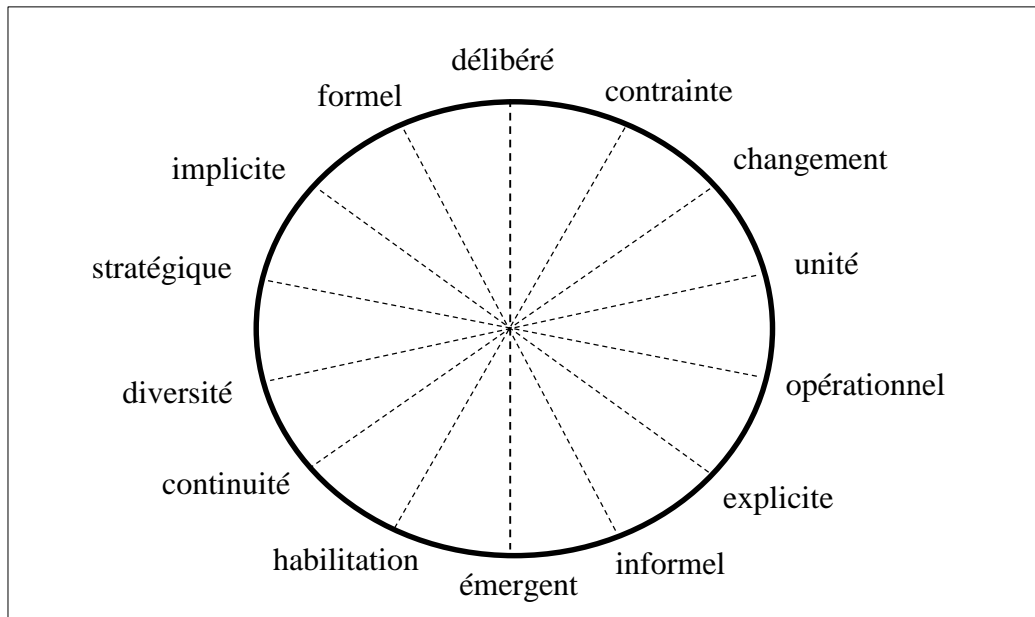 délibéré
formel
contrainte
implicite
changement
stratégique
unité
diversité
opérationnel
continuité
explicite
habilitation
informel
émergent